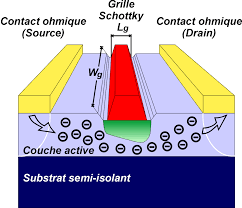 Grille
Schottky
Contact ohmique
(Source)
Lg
Contact ohmique
(Drain)
Wg
Couche active
Substrat semi-isolant